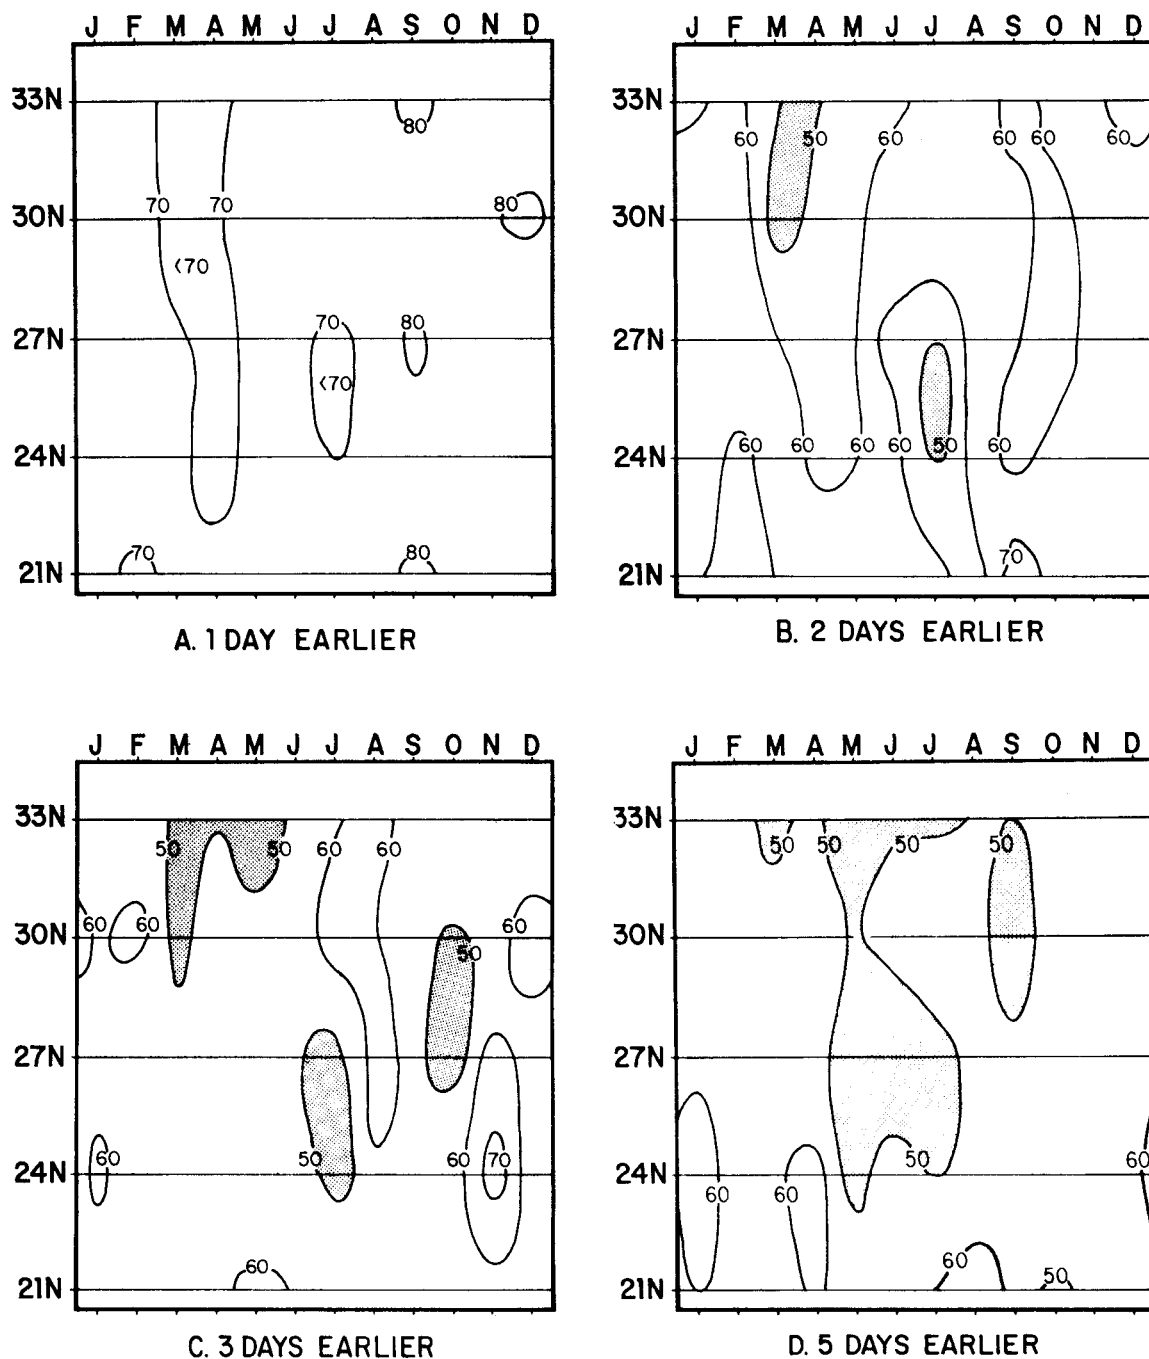 J F M A M J J A S O N D
J F M A M J J A S O N D
33N
80
33N
60 50 60 60 60 60
30N 70 70 80
30N
<70
27N 70 80
27N
<70
24N
24N 60 60 60 60 50 60
70 80
70
21N
21N
A. 1 DAY EARLIER
B. 2 DAYS EARLIER
J F M A M J J A S O N D
J F M A M J J A S O N D
33N
50 50 60 60
33N
50 50 50 50
60 60 60
30N
50
30N
27N
27N
60 50 60 70
24N
50 60
24N
60 60
60
21N
60 50
21N
C. 3 DAYS EARLIER
D. 5 DAYS EARLIER